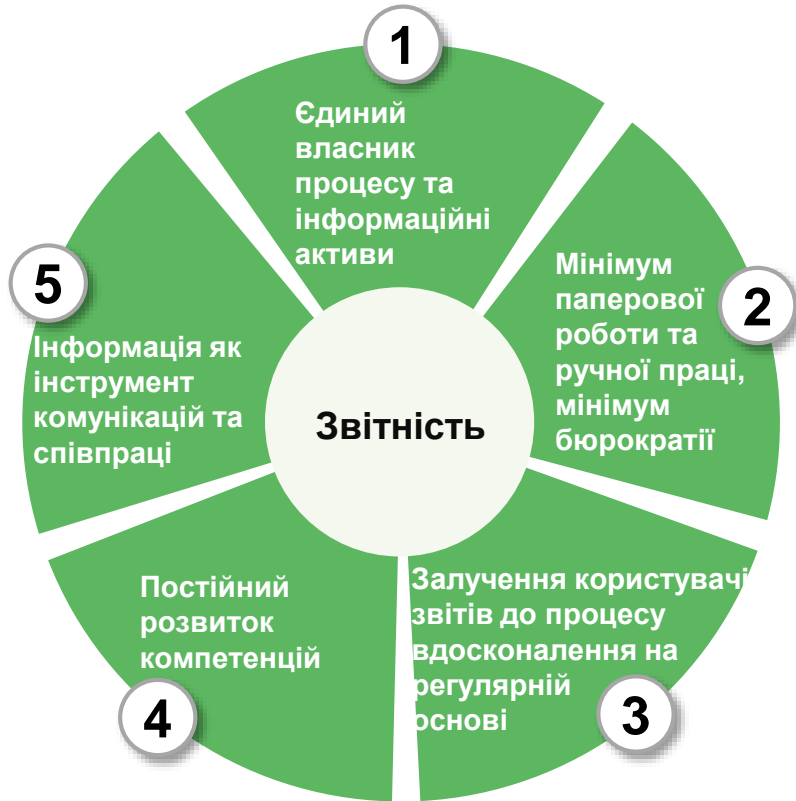 1
Єдиний
власник
процесу та
інформаційні
активи
2
Мінімум
паперової
роботи та
ручної праці,
мінімум
бюрократії
3
Залучення користувачі
звітів до процесу
вдосконалення на
регулярній
основі
4
Постійний
розвиток
компетенцій
5
Інформація як
інструмент
комунікацій та
співпраці
Звітність